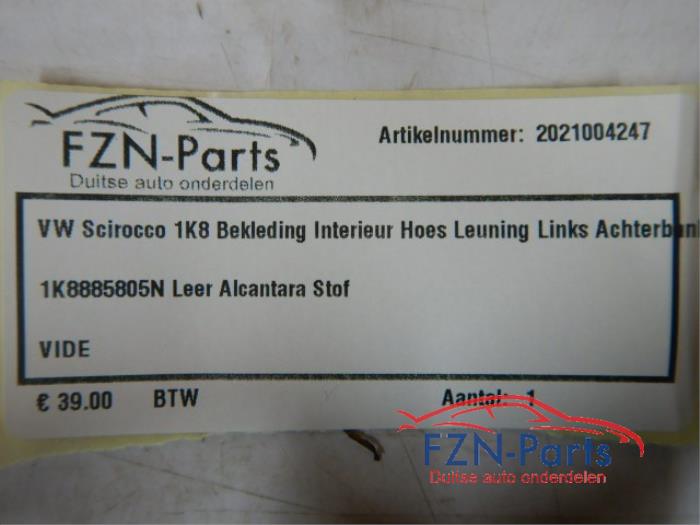 FZN-Parts
Duitse auto onderdelen
Artikelnummer: 2021004247
VW Scirocco 1K8 Bekleding Interieur Hoes Leuning Links Achterbank
1K8885805N Leer Alcantara Stof
VIDE
€ 39.00 BTW Aantal: 1
FZN-Parts
Duitse auto onderdelen